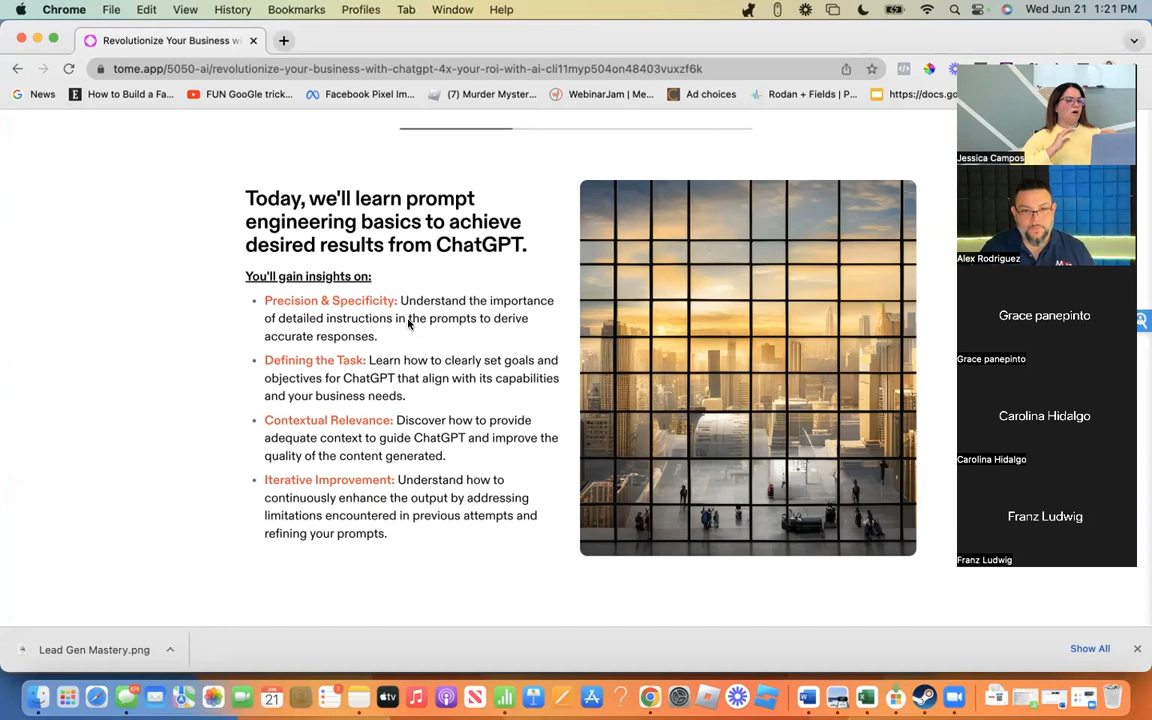 Chrome File Edit View History Bookmarks Profiles Tab Window Help Wed Jun 21 1:21 PM
Revolutionize Your Business wi
tome.app/5050-ai/revolutionize-your-business-with-chatgpt-4x-your-roi-with-ai-cli11myp504on48403vuxzf6k
News How to Build a Fa... FUN GooGle trick... Facebook Pixel Im... (7) Murder Myster... WebinarJam | Me... Ad choices Rodan + Fields | P... https://docs.go
Jessica Campos
Today, we'll learn prompt
engineering basics to achieve
desired results from ChatGPT.
You'll gain insights on:
Precision & Specificity: Understand the importance
of detailed instructions in the prompts to derive
accurate responses.
Defining the Task: Learn how to clearly set goals and
objectives for ChatGPT that align with its capabilities
and your business needs.
Contextual Relevance: Discover how to provide
adequate context to guide ChatGPT and improve the
quality of the content generated.
Iterative Improvement: Understand how to
continuously enhance the output by addressing
limitations encountered in previous attempts and
refining your prompts.
Alex Rodriguez
Grace panepinto
Grace panepinto
Carolina Hidalgo
Carolina Hidalgo
Franz Ludwig
Franz Ludwig
Lead Gen Mastery.png
Show All
JUN
21